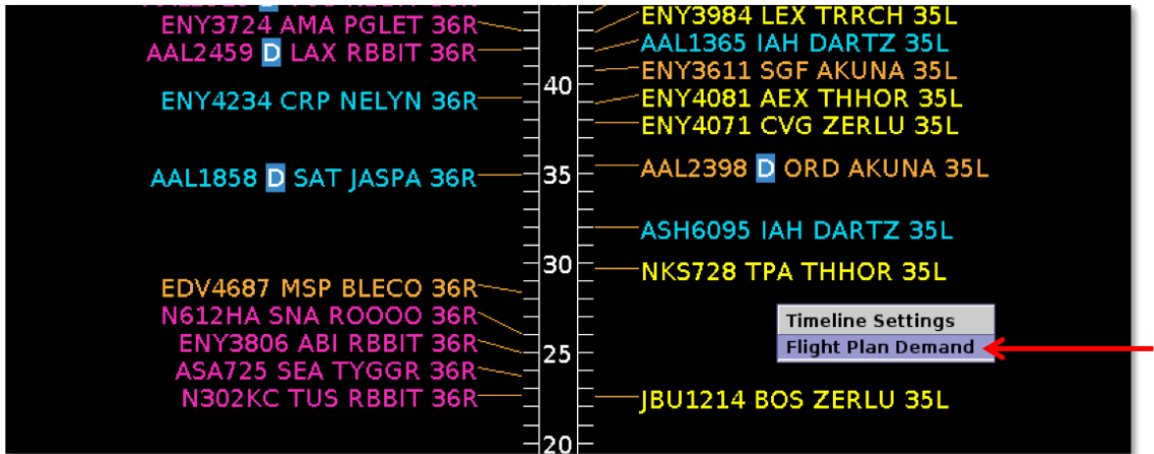 ENY3724 AMA PGLET 36R
AAL2459 D LAX RBBIT 36R
ENY4234 CRP NELYN 36R
AAL1858 D SAT JASPA 36R
EDV4687 MSP BLECO 36R
N612HA SNA ROOOO 36R
ENY3806 ABI RBBIT 36R
ASA725 SEA TYGGR 36R
N302KC TUS RBBIT 36R
40
35
30
25
20
ENY3984 LEX TRRCH 35L
AAL1365 IAH DARTZ 35L
ENY3611 SGF AKUNA 35L
ENY4081 AEX THHOR 35L
ENY4071 CVG ZERLU 35L
AAL2398 D ORD AKUNA 35L
ASH6095 IAH DARTZ 35L
NKS728 TPA THHOR 35L
Timeline Settings
Flight Plan Demand
JBU1214 BOS ZERLU 35L